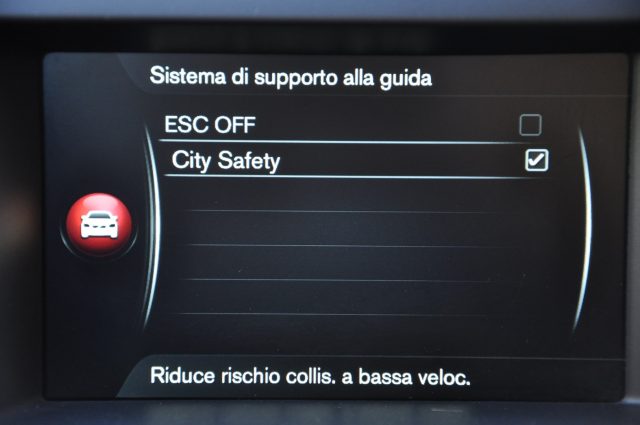 Sistema di supporto alla guida
ESC OFF
City Safety
Riduce rischio collis. a bassa veloc.